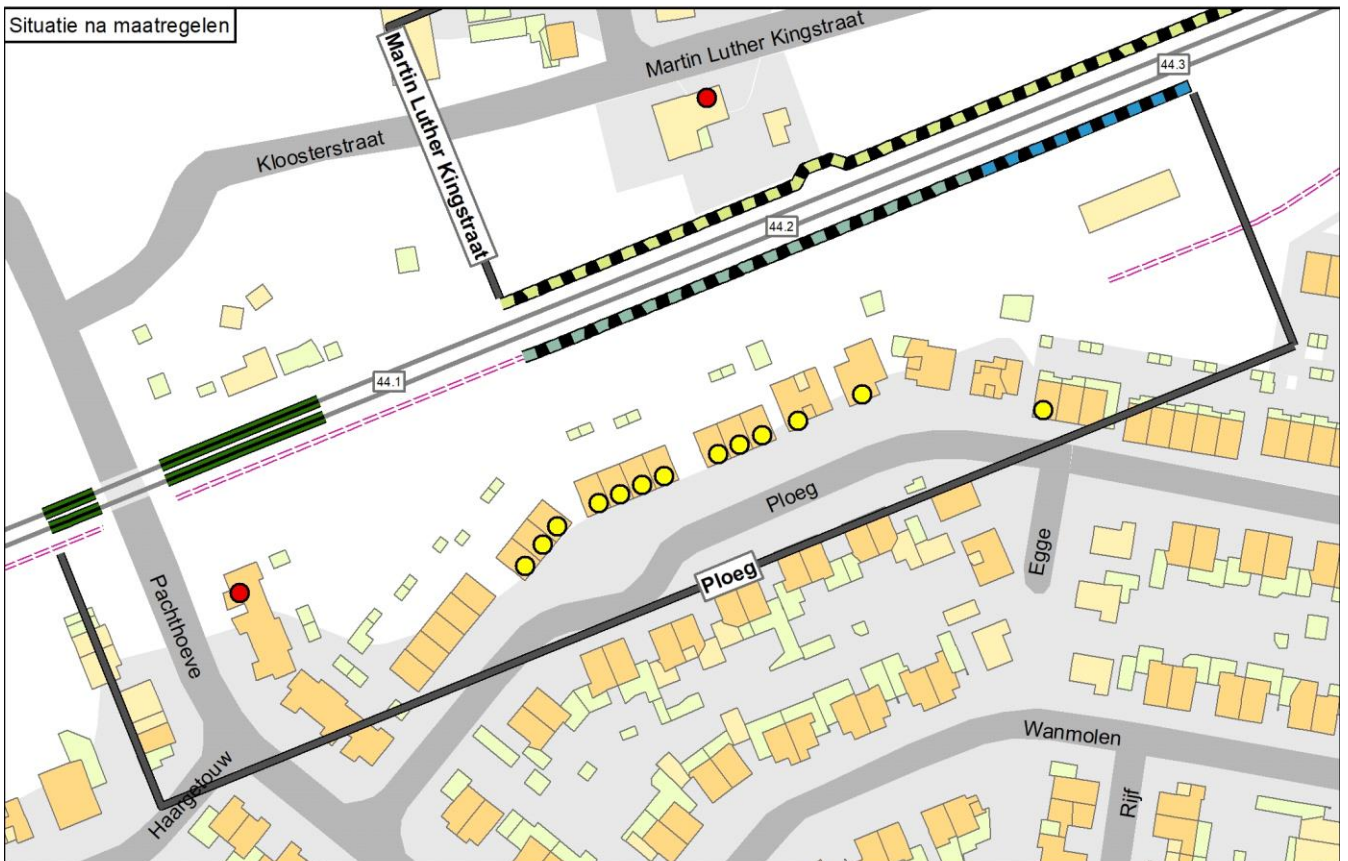 Situatie na maatregelen
Martin Luther Kingstraat
Martin Luther Kingstraat
44.3
Kloosterstraat
44.2
44.1
Ploeg
Egge
Ploeg
Pachthoeve
Wanmolen
Haargetouw
Rijf